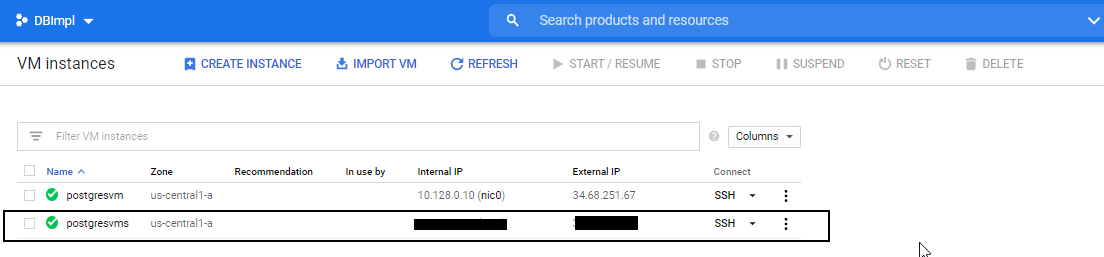 DBImpl Search products and resources
VM instances CREATE INSTANCE IMPORT VM REFRESH START / RESUME STOP SUSPEND RESET DELETE
Filter VM instances Columns
Name Zone Recommendation In use by Internal IP External IP Connect
postgresvm us-central1-a 10.128.0.10 (nic0) 34.68.251.67 SSH
postgresvms us-central1-a SSH